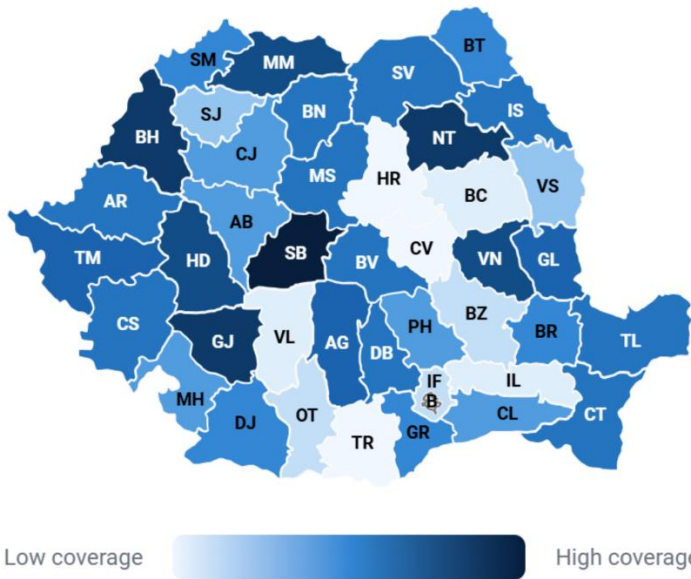 BT
SM
MM
SV
SJ
BN
IS
BH
NT
CJ
MS
HR
BC
VS
AR
AB
TM
HD
SB
BV
CV
VN
GL
CS
GJ
VL
AG
DB
PH
BZ
BR
TL
IF
IL
B
MH
DJ
OT
TR
GR
CL
CT
Low coverage
High coverage